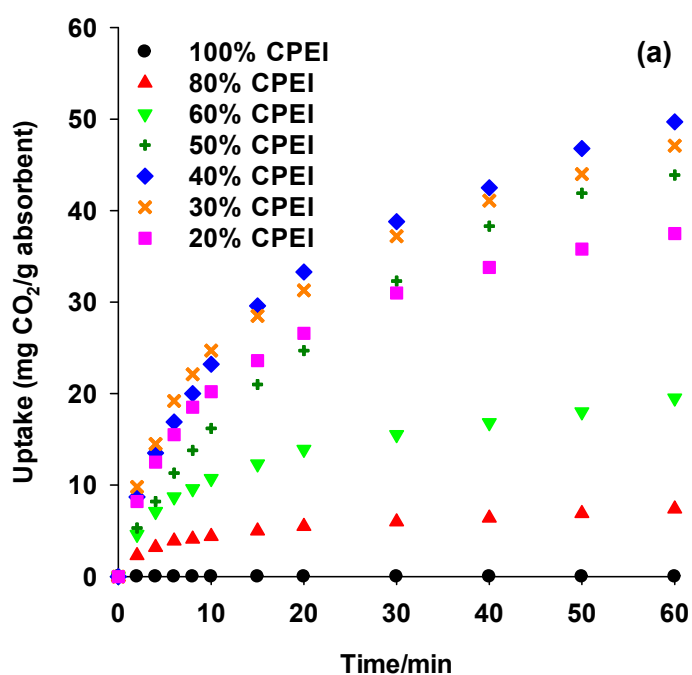 (a)
100% CPEI
80% CPEI
60% CPEI
50% CPEI
40% CPEI
30% CPEI
20% CPEI
Uptake (mg CO₂/g absorbent)
60
50
40
30
20
10
0
0 10 20 30 40 50 60
Time/min